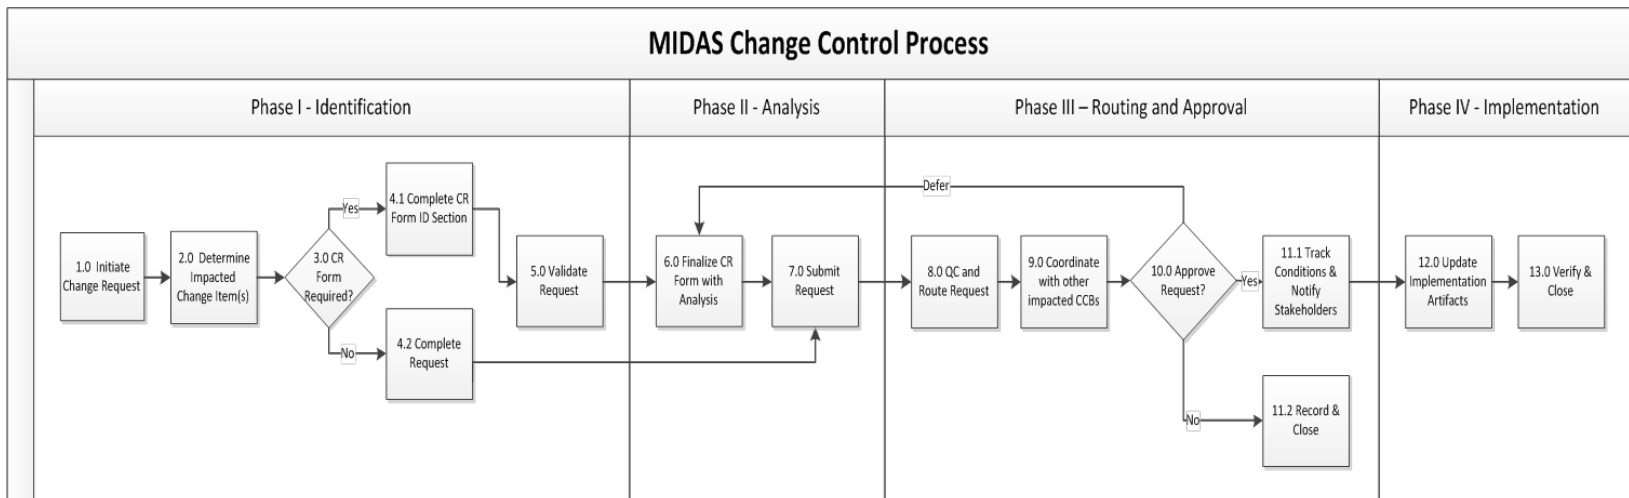 MIDAS Change Control Process
Phase I - Identification
Phase II - Analysis
Phase III – Routing and Approval
Phase IV - Implementation
1.0 Initiate
Change Request
2.0 Determine
Impacted
Change Item(s)
3.0 CR
Form
Required?
Yes
No
4.1 Complete CR
Form ID Section
4.2 Complete
Request
5.0 Validate
Request
6.0 Finalize CR
Form with
Analysis
7.0 Submit
Request
Defer
8.0 QC and
Route Request
9.0 Coordinate
with other
impacted CCBs
10.0 Approve
Request?
Yes
No
11.1 Track
Conditions &
Notify
Stakeholders
11.2 Record &
Close
12.0 Update
Implementation
Artifacts
13.0 Verify &
Close